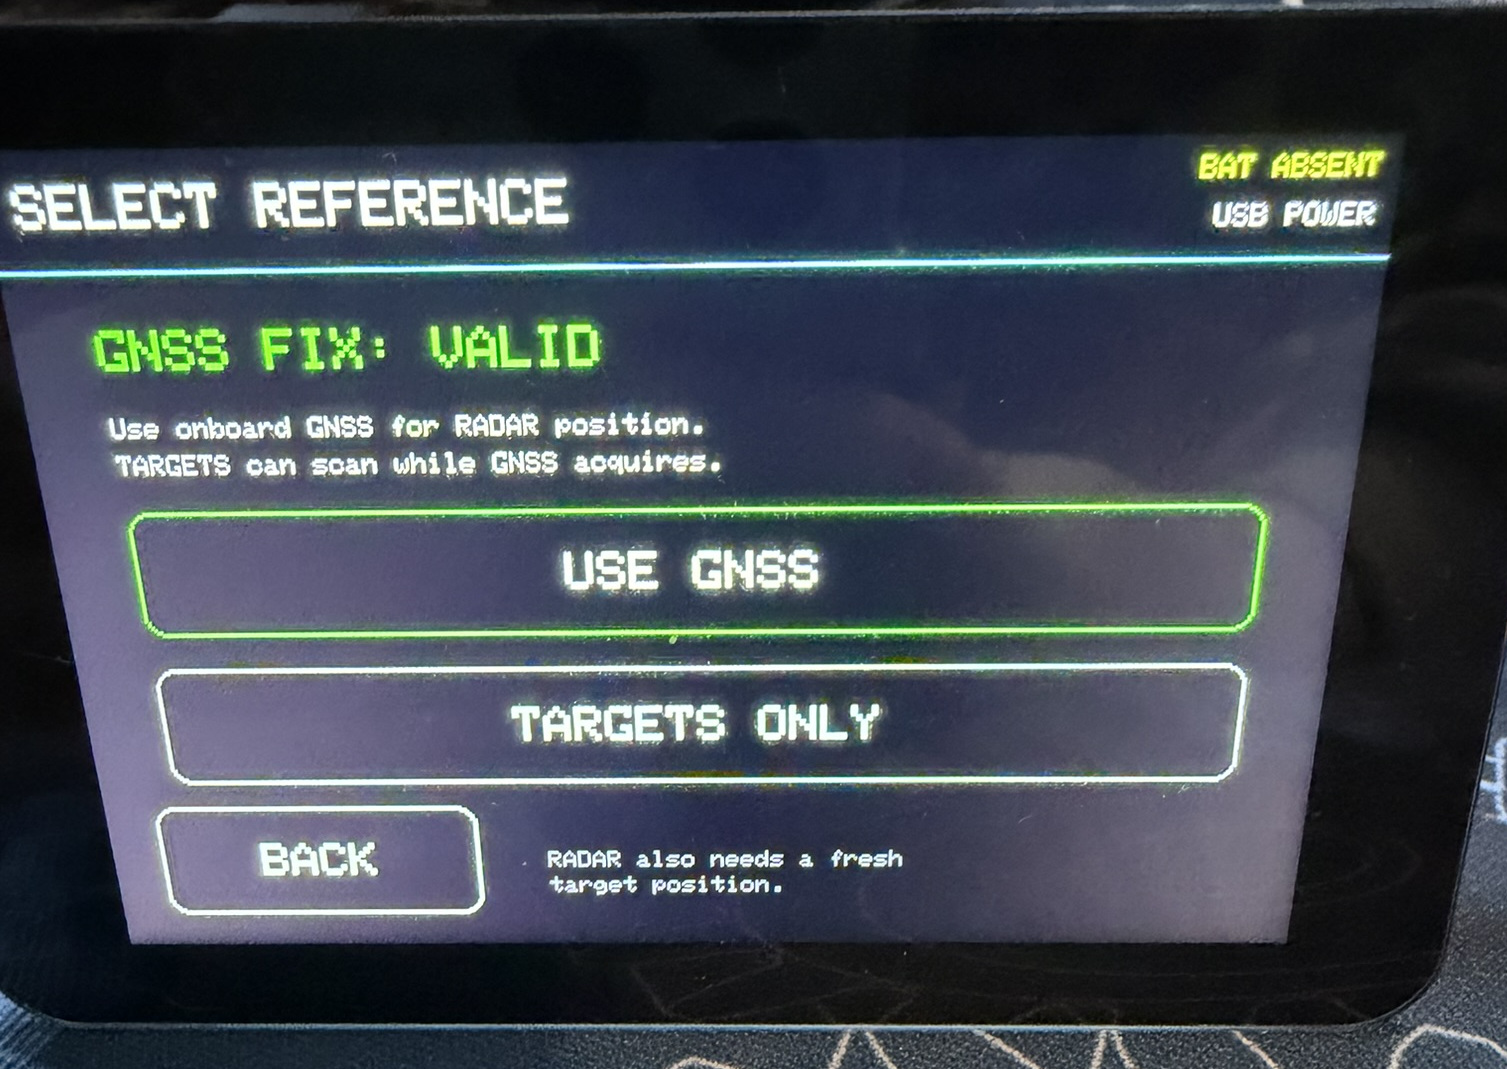 SELECT REFERENCE
BAT ABSENT
USB POWER
GNSS FIX: VALID
Use onboard GNSS for RADAR position.
TARGETS can scan while GNSS acquires.
USE GNSS
TARGETS ONLY
BACK
RADAR also needs a fresh
target position.